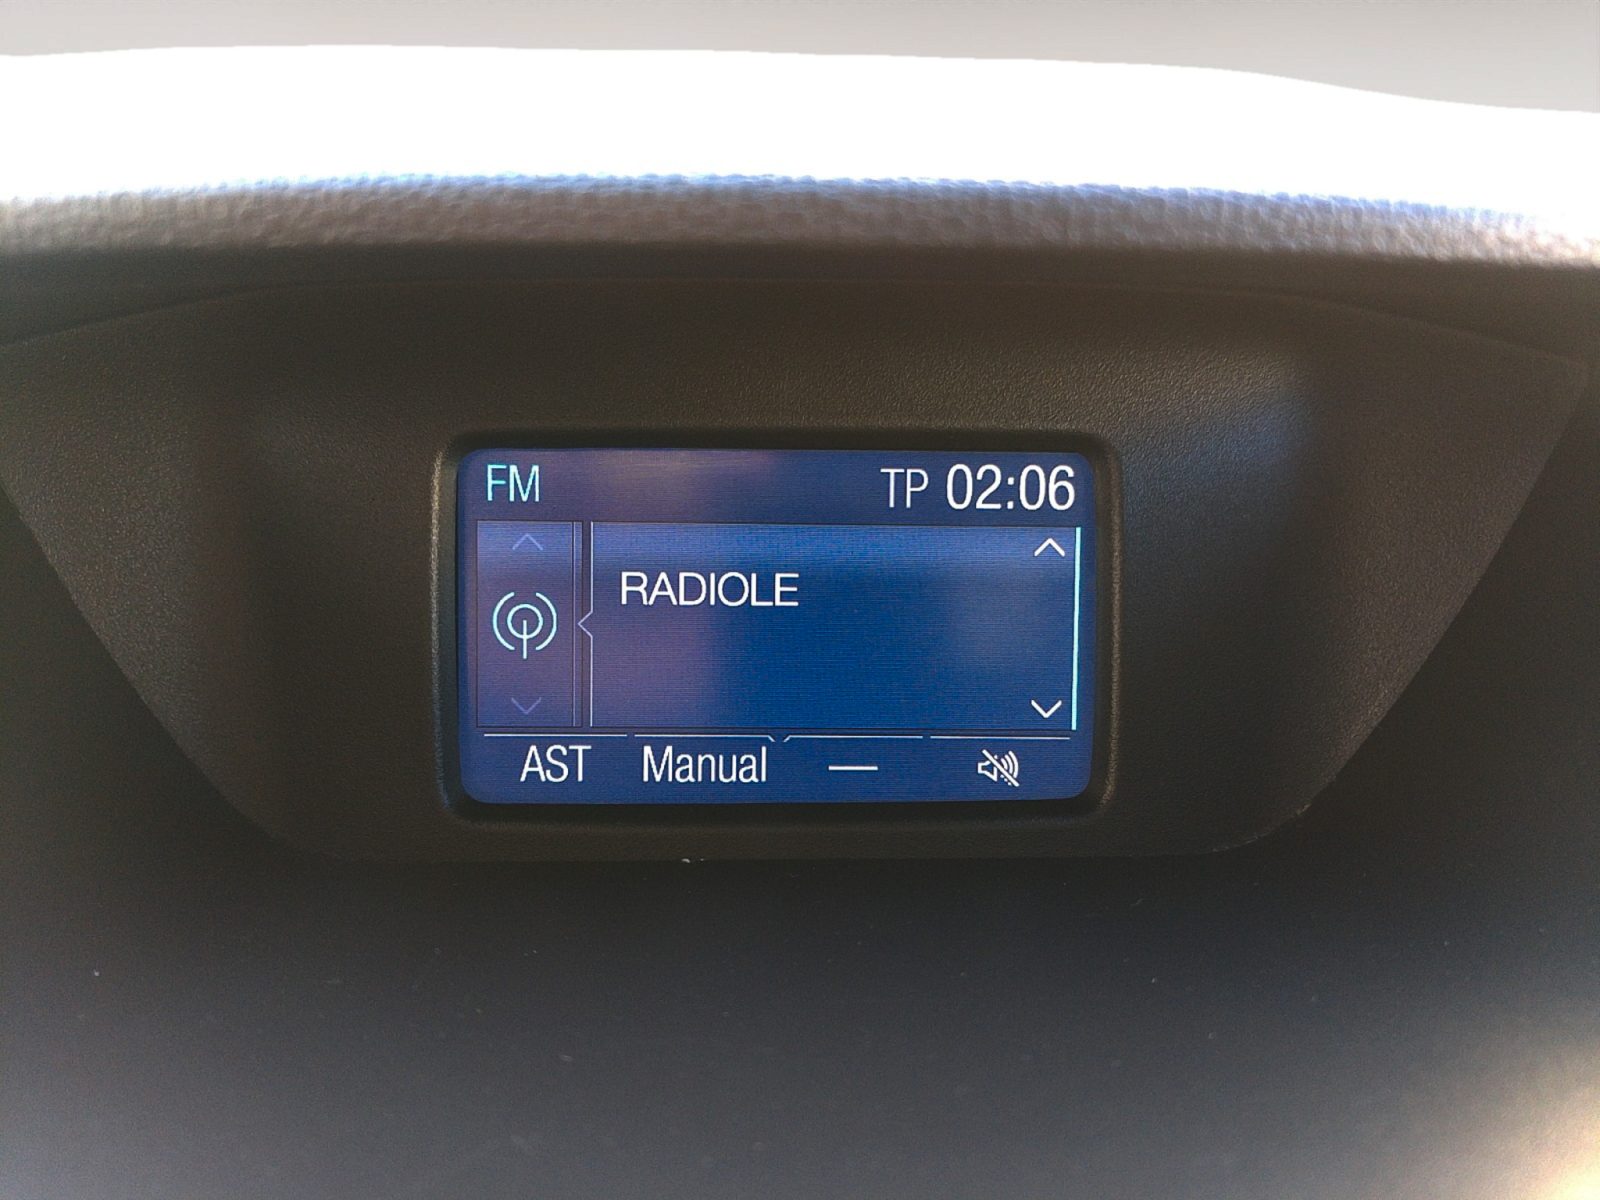 FM TP 02:06
RADIOLE
AST Manual —